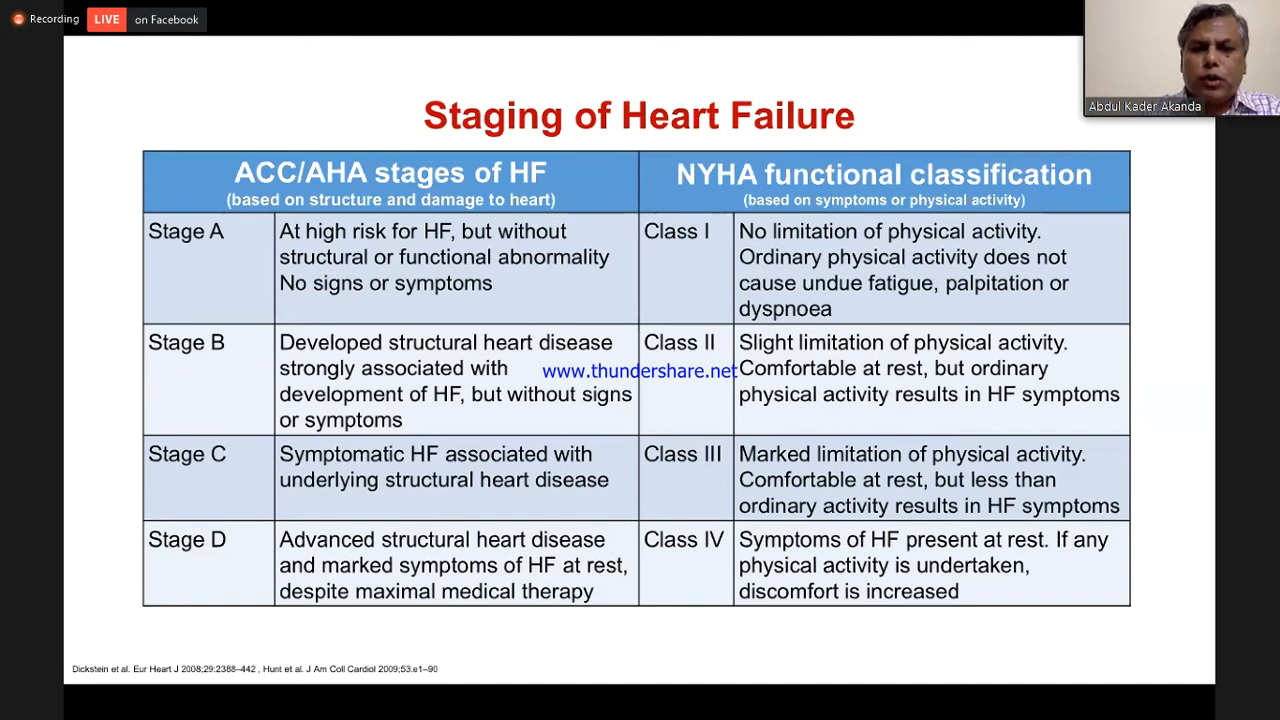 Recording
LIVE on Facebook
Abdul Kader Akanda
Staging of Heart Failure
ACC/AHA stages of HF
(based on structure and damage to heart)
NYHA functional classification
(based on symptoms or physical activity)
Stage A
At high risk for HF, but without
structural or functional abnormality
No signs or symptoms
Class I
No limitation of physical activity.
Ordinary physical activity does not
cause undue fatigue, palpitation or
dyspnoea
Stage B
Developed structural heart disease
strongly associated with
development of HF, but without signs
or symptoms
www.thundershare.net
Class II
Slight limitation of physical activity.
Comfortable at rest, but ordinary
physical activity results in HF symptoms
Stage C
Symptomatic HF associated with
underlying structural heart disease
Class III
Marked limitation of physical activity.
Comfortable at rest, but less than
ordinary activity results in HF symptoms
Stage D
Advanced structural heart disease
and marked symptoms of HF at rest,
despite maximal medical therapy
Class IV
Symptoms of HF present at rest. If any
physical activity is undertaken,
discomfort is increased
Dickstein et al. Eur Heart J 2008;29:2388–442 , Hunt et al. J Am Coll Cardiol 2009;53:e1–90